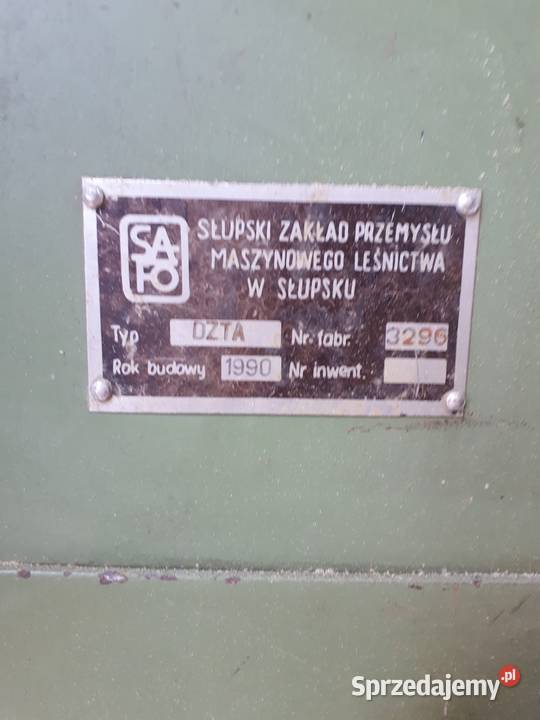 SAFO
SŁUPSKI ZAKŁAD PRZEMYSŁU
MASZYNOWEGO LEŚNICTWA
W SŁUPSKU
Typ DZTA Nr. fabr. 3296
Rok budowy 1990 Nr inwent.
Sprzedajemy.pl